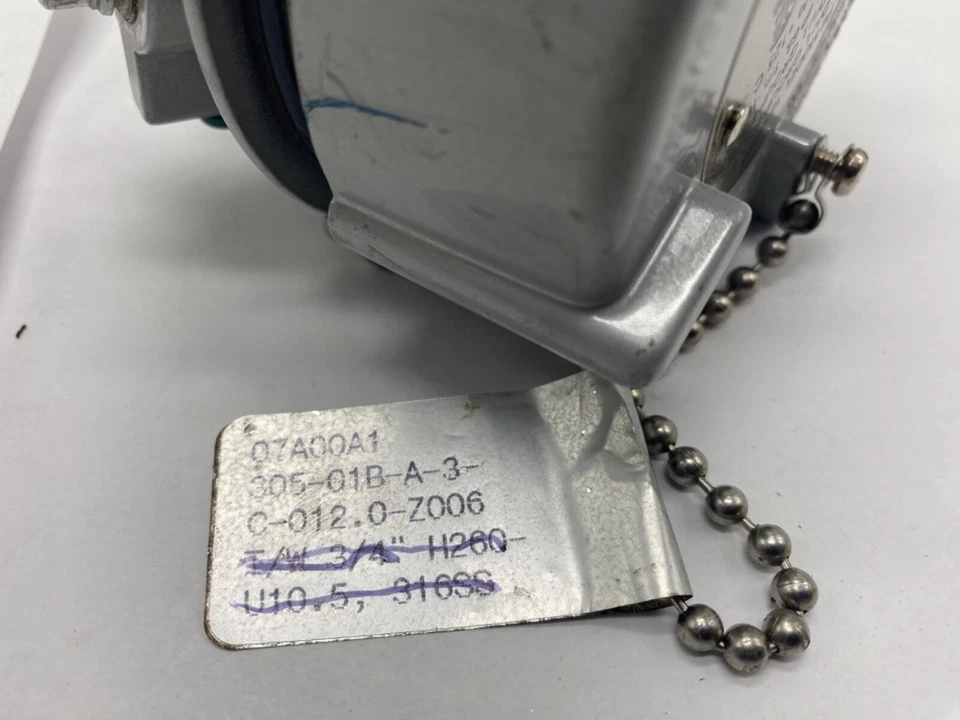 07A00A1
305-01B-A-3-
C-012.0-Z006
T/W 3/4" H260-
U10.5, 316SS